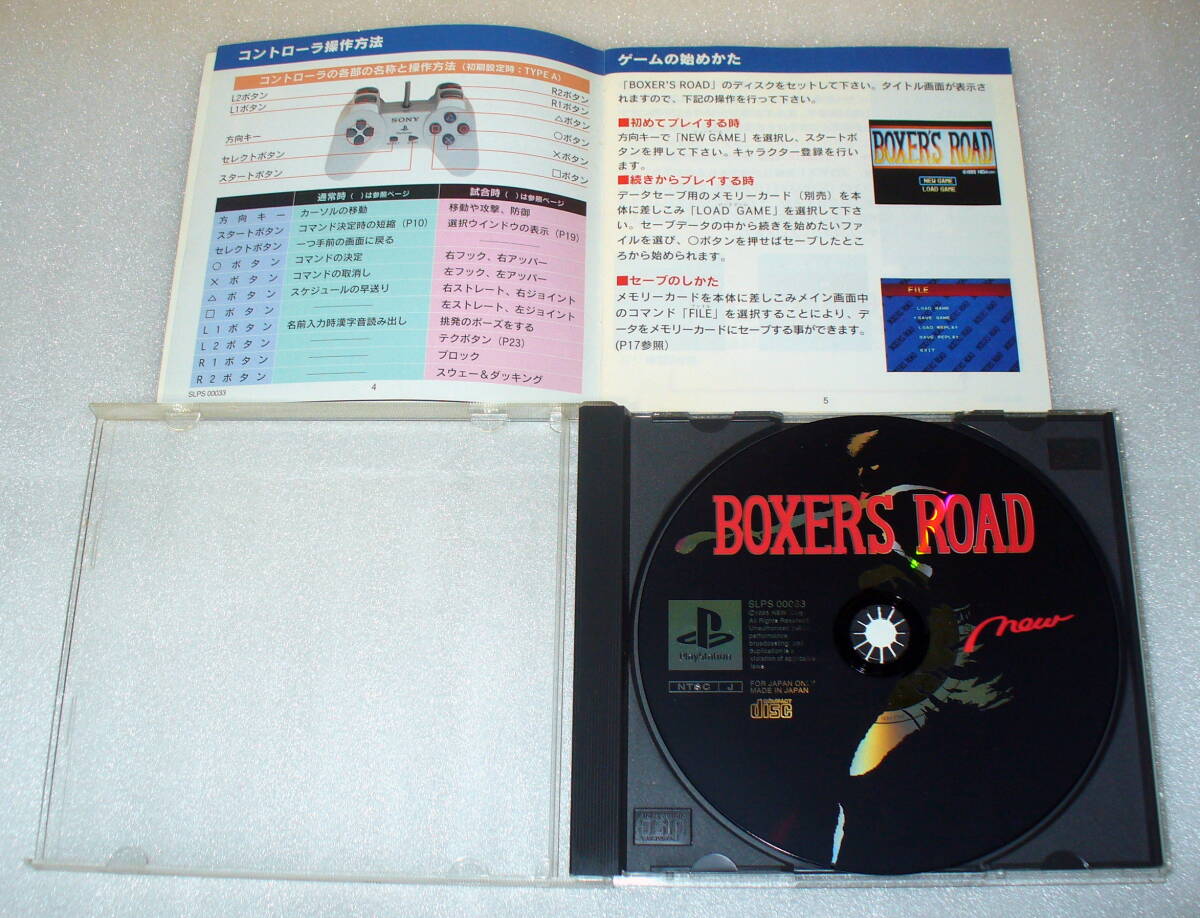 コントローラ操作方法
コントローラの各部の名称と操作方法（初期設定時：TYPE A）
L2ボタン
L1ボタン
方向キー
セレクトボタン
スタートボタン
R2ボタン
R1ボタン
△ボタン
○ボタン
×ボタン
□ボタン
SONY
通常時（ ）は参照ページ
試合時（ ）は参照ページ
方向キー
カーソルの移動
移動や攻撃、防御
スタートボタン
コマンド決定時の短縮（P10）
選択ウインドウの表示（P19）
セレクトボタン
一つ手前の画面に戻る
○ボタン
コマンドの決定
右フック、右アッパー
×ボタン
コマンドの取消し
左フック、左アッパー
△ボタン
スケジュールの早送り
右ストレート、右ジョイント
□ボタン
左ストレート、左ジョイント
L1ボタン
名前入力時漢字音読み出し
挑発のポーズをする
L2ボタン
テクボタン（P23）
R1ボタン
ブロック
R2ボタン
スウェー＆ダッキング
SLPS 00033
4
ゲームの始めかた
「BOXER'S ROAD」のディスクをセットして下さい。タイトル画面が表示さ
れますので、下記の操作を行って下さい。
■初めてプレイする時
方向キーで「NEW GAME」を選択し、スタートボ
タンを押して下さい。キャラクター登録を行い
ます。
■続きからプレイする時
データセーブ用のメモリーカード（別売）を本
体に差しこみ「LOAD GAME」を選択して下さ
い。セーブデータの中から続きを始めたいファ
イルを選び、○ボタンを押せばセーブしたとこ
ろから始められます。
■セーブのしかた
メモリーカードを本体に差しこみメイン画面中
のコマンド「FILE」を選択することにより、デ
ータをメモリーカードにセーブする事ができます。
(P17参照)
BOXER'S ROAD
NEW GAME
LOAD GAME
FILE
LOAD GAME
SAVE GAME
LOAD REPLAY
SAVE REPLAY
EXIT
5
BOXER'S ROAD
new
PlayStation
SLPS 00033
All Rights Reserved
Unauthorized
performance
broadcasting
duplication is a
violation of applicable
laws
NTSC J
FOR JAPAN ONLY
MADE IN JAPAN
COMPACT
disc